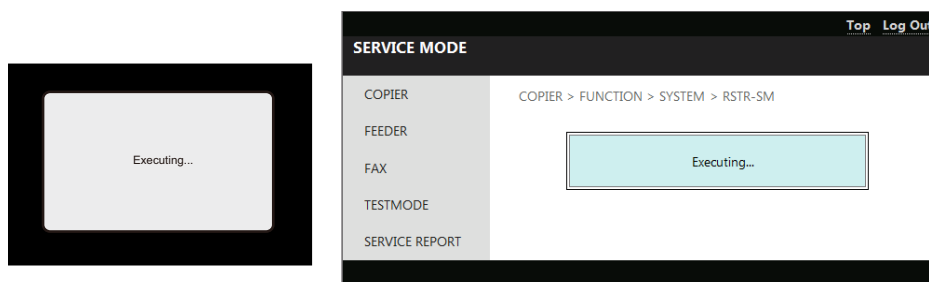 Executing...
Top Log Out
SERVICE MODE
COPIER
FEEDER
FAX
TESTMODE
SERVICE REPORT
COPIER > FUNCTION > SYSTEM > RSTR-SM
Executing...